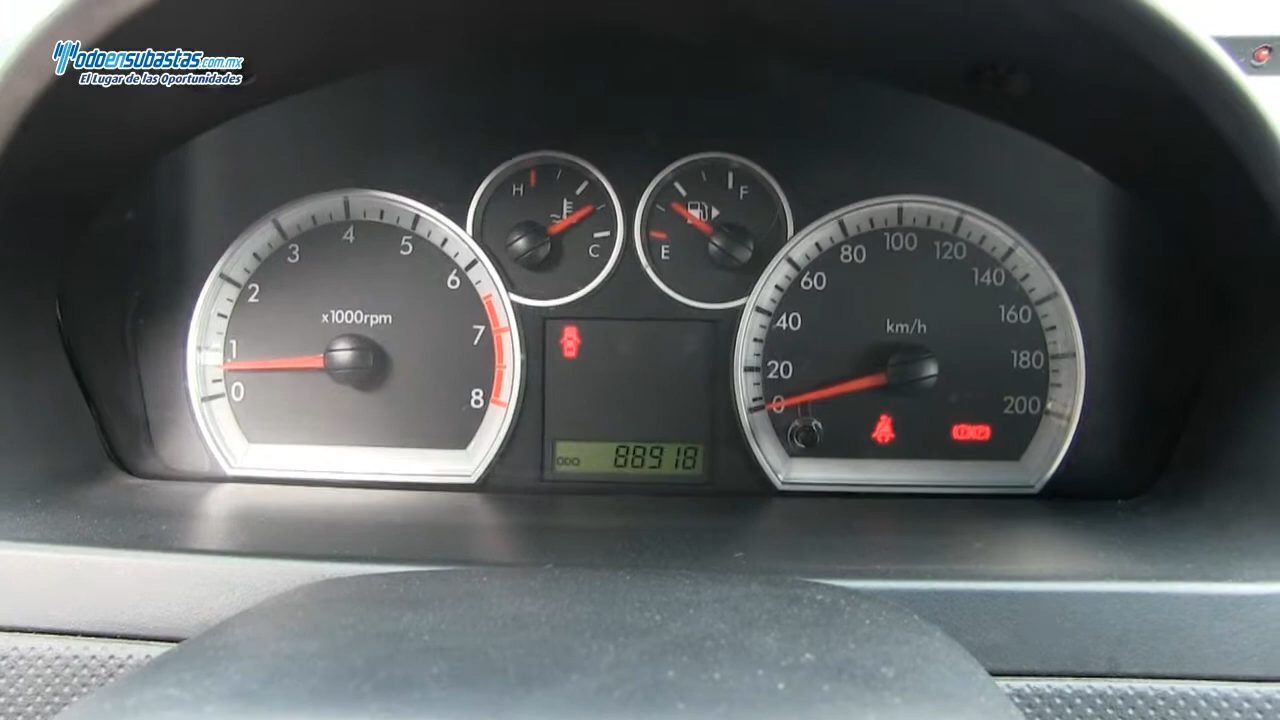 todoensubastas.com.mx
El Lugar de las Oportunidades
H
C
F
E
0
1
2
3
4
5
6
7
8
x1000rpm
0
20
40
60
80
100
120
140
160
180
200
km/h
ODO 88918